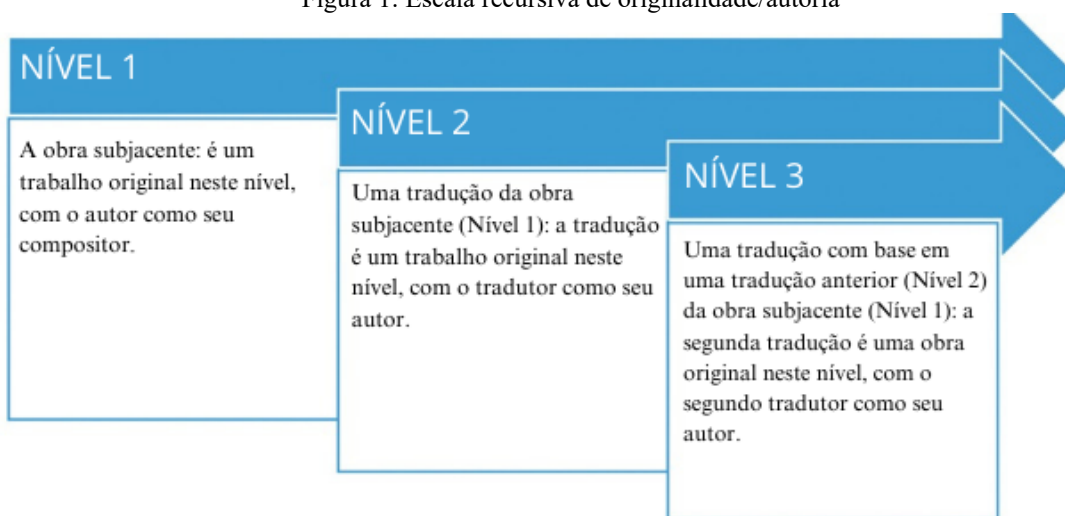 Figura 1: Escala recursiva de originalidade/autoria
NÍVEL 1
A obra subjacente: é um
trabalho original neste nível,
com o autor como seu
compositor.
NÍVEL 2
Uma tradução da obra
subjacente (Nível 1): a tradução
é um trabalho original neste
nível, com o tradutor como seu
autor.
NÍVEL 3
Uma tradução com base em
uma tradução anterior (Nível 2)
da obra subjacente (Nível 1): a
segunda tradução é uma obra
original neste nível, com o
segundo tradutor como seu
autor.